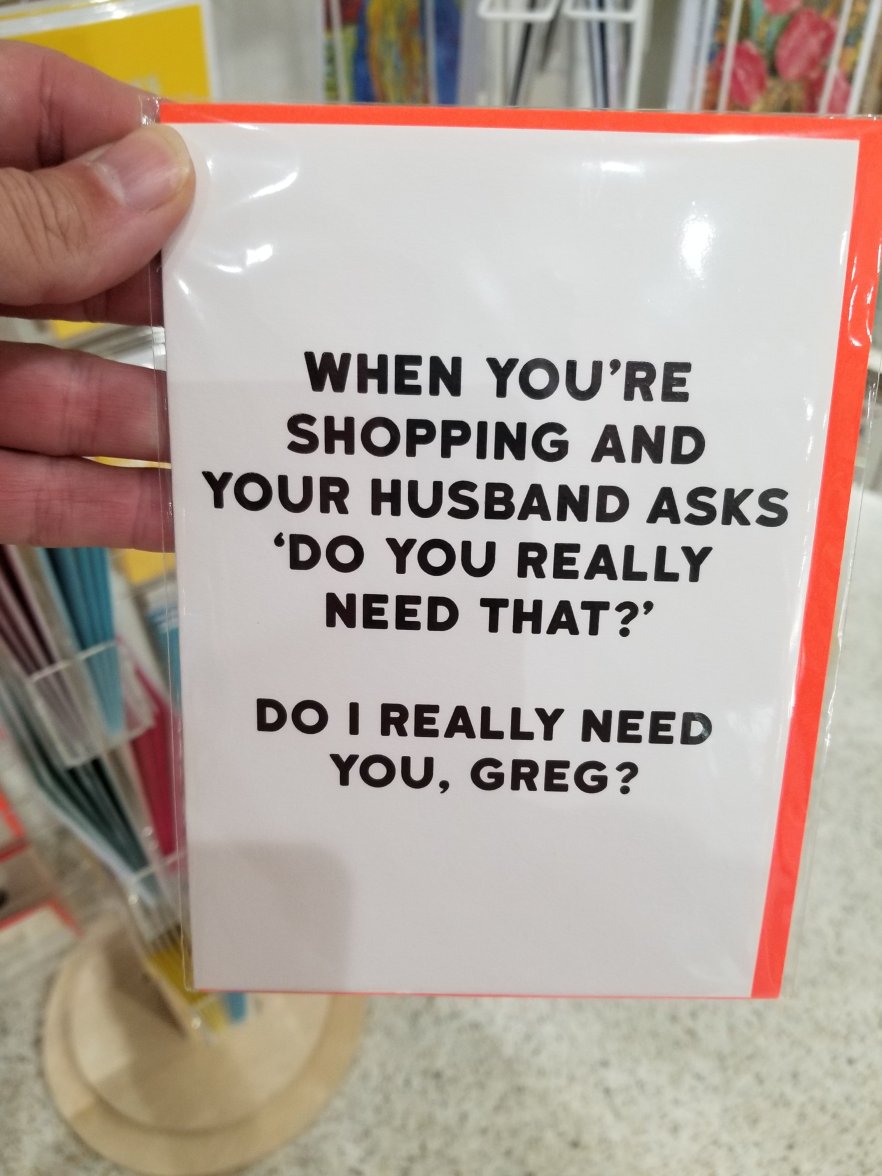 WHEN YOU’RE
SHOPPING AND
YOUR HUSBAND ASKS
‘DO YOU REALLY
NEED THAT?’
DO I REALLY NEED
YOU, GREG?